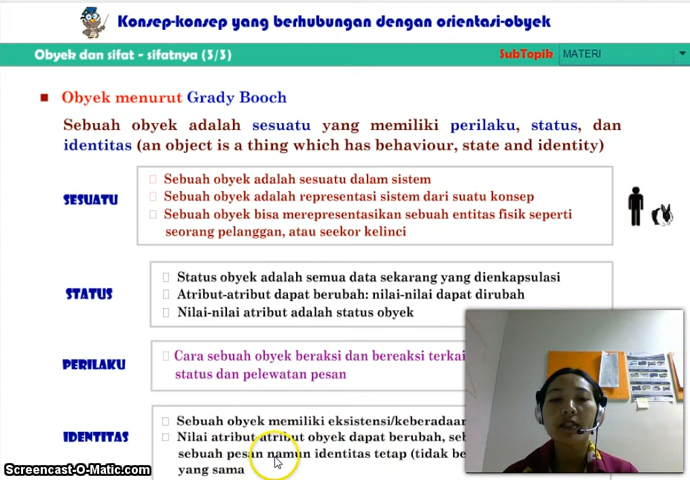 Konsep-konsep yang berhubungan dengan orientasi-obyek
Obyek dan sifat - sifatnya (3/3)
SubTopik MATERI
Obyek menurut Grady Booch
Sebuah obyek adalah sesuatu yang memiliki perilaku, status, dan
identitas (an object is a thing which has behaviour, state and identity)
SESUATU
Sebuah obyek adalah sesuatu dalam sistem
Sebuah obyek adalah representasi sistem dari suatu konsep
Sebuah obyek bisa merepresentasikan sebuah entitas fisik seperti
seorang pelanggan, atau seekor kelinci
STATUS
Status obyek adalah semua data sekarang yang dienkapsulasi
Atribut-atribut dapat berubah: nilai-nilai dapat dirubah
Nilai-nilai atribut adalah status obyek
PERILAKU
Cara sebuah obyek beraksi dan bereaksi
status dan pelewatan pesan
IDENTITAS
Sebuah obyek memiliki eksistensi/keberadaa
Nilai atribut-atribut obyek dapat berubah,
sebuah pesan namun identitas tetap (tidak
yang sama
Screencast-O-Matic.com